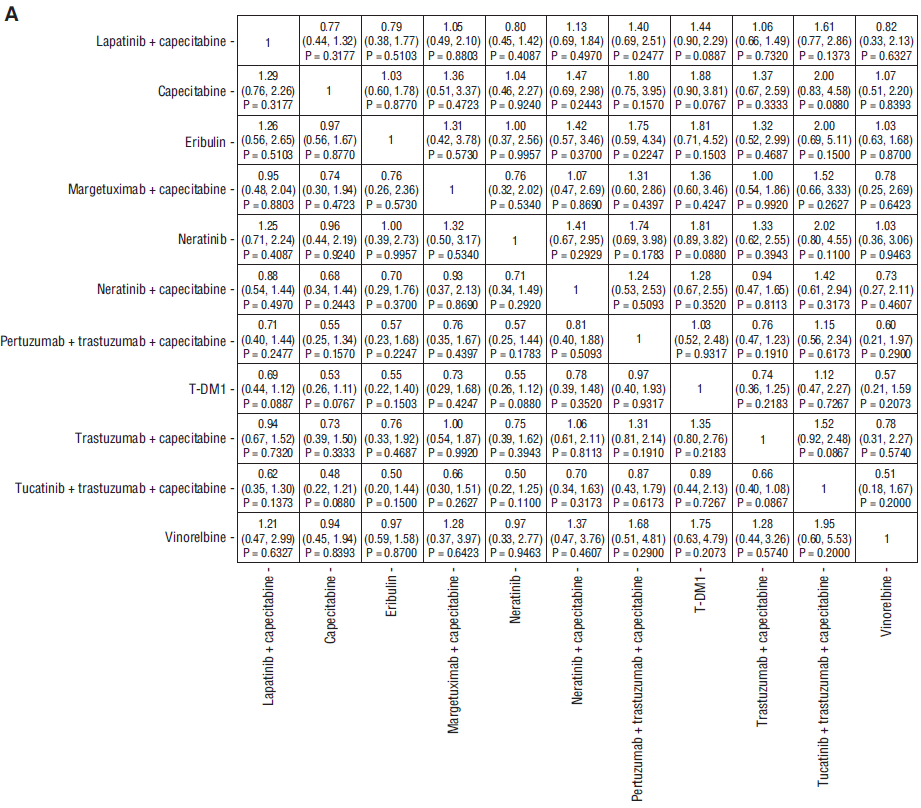 A
0.77 0.79 1.05 0.80 1.13 1.40 1.44 1.06 1.61 0.82
Lapatinib + capecitabine - 1 (0.44, 1.32) (0.38, 1.77) (0.49, 2.10) (0.45, 1.42) (0.69, 1.84) (0.69, 2.51) (0.90, 2.29) (0.66, 1.49) (0.77, 2.86) (0.33, 2.13)
P = 0.3177 P = 0.5103 P = 0.8803 P = 0.4087 P = 0.4970 P = 0.2477 P = 0.0887 P = 0.7320 P = 0.1373 P = 0.6327
1.29 1.03 1.36 1.04 1.47 1.80 1.88 1.37 2.00 1.07
Capecitabine - (0.76, 2.26) 1 (0.60, 1.78) (0.51, 3.37) (0.46, 2.27) (0.69, 2.98) (0.75, 3.95) (0.90, 3.81) (0.67, 2.59) (0.83, 4.58) (0.51, 2.20)
P = 0.3177 P = 0.8770 P = 0.4723 P = 0.9240 P = 0.2443 P = 0.1570 P = 0.0767 P = 0.3333 P = 0.0880 P = 0.8393
1.26 0.97 1.31 1.00 1.42 1.75 1.81 1.32 2.00 1.03
Eribulin - (0.56, 2.65) (0.56, 1.67) 1 (0.42, 3.78) (0.37, 2.56) (0.57, 3.46) (0.59, 4.34) (0.71, 4.52) (0.52, 2.99) (0.69, 5.11) (0.63, 1.68)
P = 0.5103 P = 0.8770 P = 0.5730 P = 0.9957 P = 0.3700 P = 0.2247 P = 0.1503 P = 0.4687 P = 0.1500 P = 0.8700
0.95 0.74 0.76 0.76 1.07 1.31 1.36 1.00 1.52 0.78
Margetuximab + capecitabine - (0.48, 2.04) (0.30, 1.94) (0.26, 2.36) 1 (0.32, 2.02) (0.47, 2.69) (0.60, 2.86) (0.60, 3.46) (0.54, 1.86) (0.66, 3.33) (0.25, 2.69)
P = 0.8803 P = 0.4723 P = 0.5730 P = 0.5340 P = 0.8690 P = 0.4397 P = 0.4247 P = 0.9920 P = 0.2627 P = 0.6423
1.25 0.96 1.00 1.32 1.41 1.74 1.81 1.33 2.02 1.03
Neratinib - (0.71, 2.24) (0.44, 2.19) (0.39, 2.73) (0.50, 3.17) 1 (0.67, 2.95) (0.69, 3.98) (0.89, 3.82) (0.62, 2.55) (0.80, 4.55) (0.36, 3.06)
P = 0.4087 P = 0.9240 P = 0.9957 P = 0.5340 P = 0.2929 P = 0.1783 P = 0.0880 P = 0.3943 P = 0.1100 P = 0.9463
0.88 0.68 0.70 0.93 0.71 1.24 1.28 0.94 1.42 0.73
Neratinib + capecitabine - (0.54, 1.44) (0.34, 1.44) (0.29, 1.76) (0.37, 2.13) (0.34, 1.49) 1 (0.53, 2.53) (0.67, 2.55) (0.47, 1.65) (0.61, 2.94) (0.27, 2.11)
P = 0.4970 P = 0.2443 P = 0.3700 P = 0.8690 P = 0.2920 P = 0.5093 P = 0.3520 P = 0.8113 P = 0.3173 P = 0.4607
0.71 0.55 0.57 0.76 0.57 0.81 1.03 0.76 1.15 0.60
Pertuzumab + trastuzumab + capecitabine - (0.40, 1.44) (0.25, 1.34) (0.23, 1.68) (0.35, 1.67) (0.25, 1.44) (0.40, 1.88) 1 (0.52, 2.48) (0.47, 1.23) (0.56, 2.34) (0.21, 1.97)
P = 0.2477 P = 0.1570 P = 0.2247 P = 0.4397 P = 0.1783 P = 0.5093 P = 0.9317 P = 0.1910 P = 0.6173 P = 0.2900
0.69 0.53 0.55 0.73 0.55 0.78 0.97 0.74 1.12 0.57
T-DM1 - (0.44, 1.12) (0.26, 1.11) (0.22, 1.40) (0.29, 1.68) (0.26, 1.12) (0.39, 1.48) (0.40, 1.93) 1 (0.36, 1.25) (0.47, 2.27) (0.21, 1.59
P = 0.0887 P = 0.0767 P = 0.1503 P = 0.4247 P = 0.0880 P = 0.3520 P = 0.9317 P = 0.2183 P = 0.7267 P = 0.2073
0.94 0.73 0.76 1.00 0.75 1.06 1.31 1.35 1.52 0.78
Trastuzumab + capecitabine - (0.67, 1.52) (0.39, 1.50) (0.33, 1.92) (0.54, 1.87) (0.39, 1.62) (0.61, 2.11) (0.81, 2.14) (0.80, 2.76) 1 (0.92, 2.48) (0.31, 2.27)
P = 0.7320 P = 0.3333 P = 0.4687 P = 0.9920 P = 0.3943 P = 0.8113 P = 0.1910 P = 0.2183 P = 0.0867 P = 0.5740
0.62 0.48 0.50 0.66 0.50 0.70 0.87 0.89 0.66 0.51
Tucatinib + trastuzumab + capecitabine - (0.35, 1.30) (0.22, 1.21) (0.20, 1.44) (0.30, 1.51) (0.22, 1.25) (0.34, 1.63) (0.43, 1.79) (0.44, 2.13) (0.40, 1.08) 1 (0.18, 1.67)
P = 0.1373 P = 0.0880 P = 0.1500 P = 0.2627 P = 0.1100 P = 0.3173 P = 0.6173 P = 0.7267 P = 0.0867 P = 0.2000
1.21 0.94 0.97 1.28 0.97 1.37 1.68 1.75 1.28 1.95
Vinorelbine - (0.47, 2.99) (0.45, 1.94) (0.59, 1.58) (0.37, 3.97) (0.33, 2.77) (0.47, 3.76) (0.51, 4.81) (0.63, 4.79) (0.44, 3.26) (0.60, 5.53) 1
P = 0.6327 P = 0.8393 P = 0.8700 P = 0.6423 P = 0.9463 P = 0.4607 P = 0.2900 P = 0.2073 P = 0.5740 P = 0.2000
Lapatinib + capecitabine -
Capecitabine -
Eribulin -
Margetuximab + capecitabine -
Neratinib -
Neratinib + capecitabine -
Pertuzumab + trastuzumab + capecitabine -
T-DM1 -
Trastuzumab + capecitabine -
Tucatinib + trastuzumab + capecitabine -
Vinorelbine -